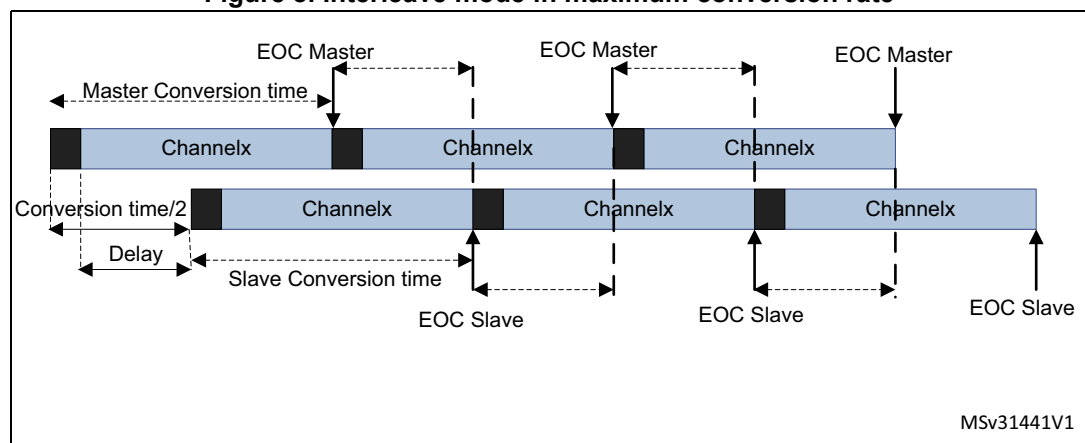 Figure 8. Interleave mode in maximum conversion rate
EOC Master
EOC Master
EOC Master
Master Conversion time
Channelx
Channelx
Channelx
Channelx
Channelx
Channelx
Conversion time/2
Delay
Slave Conversion time
EOC Slave
EOC Slave
EOC Slave
MSv31441V1